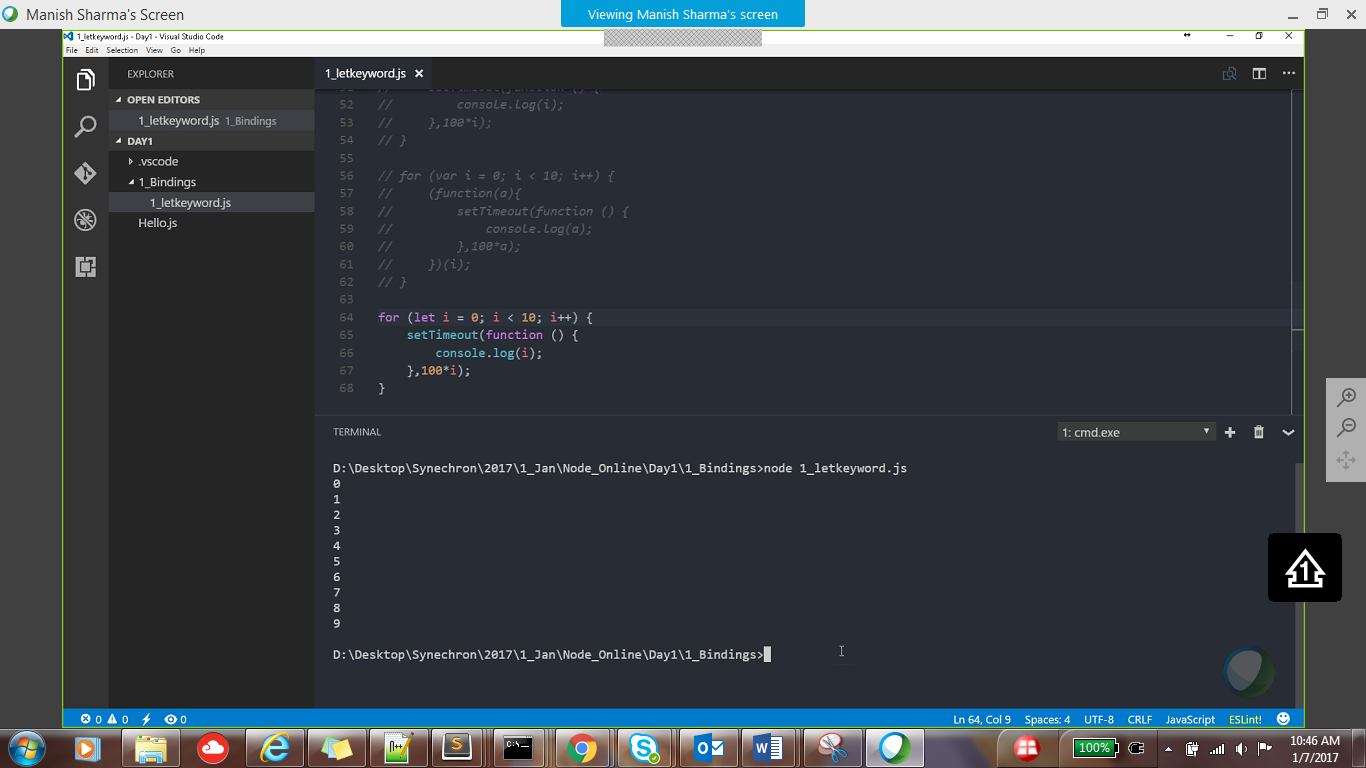 Manish Sharma's Screen
Viewing Manish Sharma's screen
1_letkeyword.js - Day1 - Visual Studio Code
File Edit Selection View Go Help
EXPLORER
OPEN EDITORS
1_letkeyword.js 1_Bindings
DAY1
.vscode
1_Bindings
1_letkeyword.js
Hello.js
1_letkeyword.js
52 // console.log(i);
53 // },100*i);
54 // }
55
56 // for (var i = 0; i < 10; i++) {
57 // (function(a){
58 // setTimeout(function () {
59 // console.log(a);
60 // },100*a);
61 // })(i);
62 // }
63
64 for (let i = 0; i < 10; i++) {
65 setTimeout(function () {
66 console.log(i);
67 },100*i);
68 }
TERMINAL
1: cmd.exe
D:\Desktop\Synechron\2017\1_Jan\Node_Online\Day1\1_Bindings>node 1_letkeyword.js
0
1
2
3
4
5
6
7
8
9
D:\Desktop\Synechron\2017\1_Jan\Node_Online\Day1\1_Bindings>
1
0 0 0
Ln 64, Col 9 Spaces: 4 UTF-8 CRLF JavaScript ESLint!
100%
10:46 AM
1/7/2017